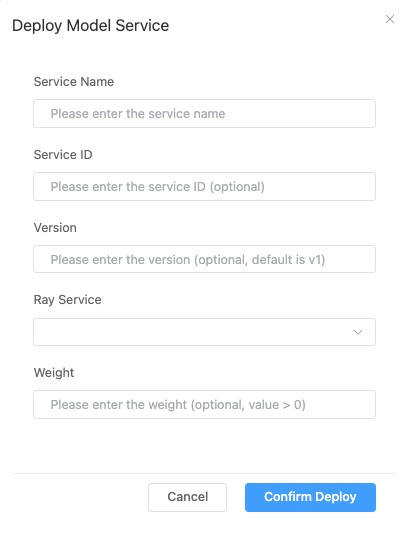 Deploy Model Service
Service Name
Please enter the service name
Service ID
Please enter the service ID (optional)
Version
Please enter the version (optional, default is v1)
Ray Service
Weight
Please enter the weight (optional, value > 0)
Cancel
Confirm Deploy